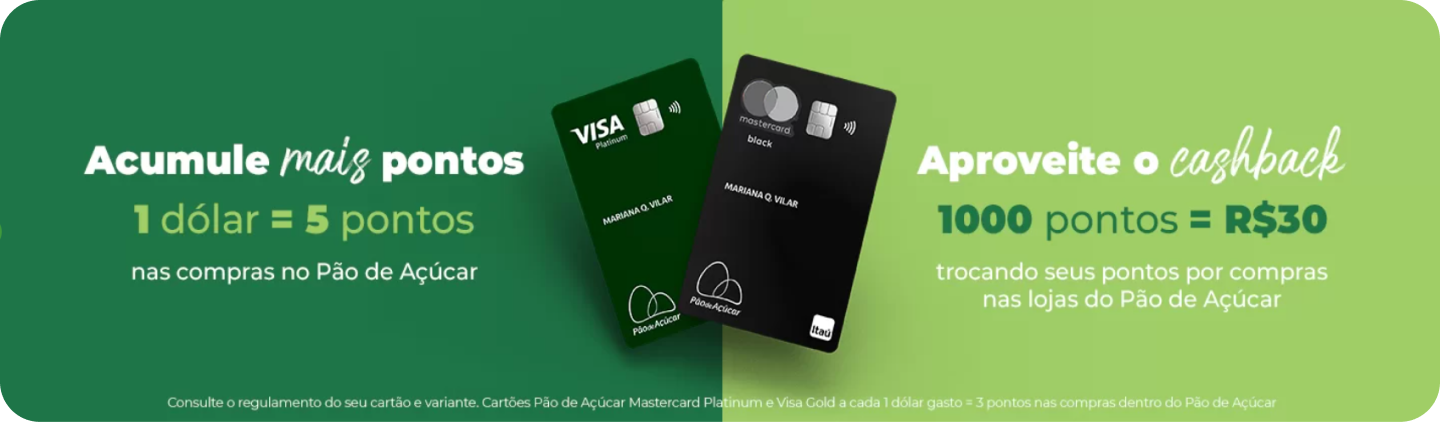 Acumule mais pontos
1 dólar = 5 pontos
nas compras no Pão de Açúcar
VISA
Platinum
MARIANA Q. VILAR
Pão de Açúcar
mastercard
black
MARIANA Q. VILAR
Pão de Açúcar
Itaú
Aproveite o cashback
1000 pontos = R$30
trocando seus pontos por compras
nas lojas do Pão de Açúcar
Consulte o regulamento do seu cartão e variante. Cartões Pão de Açúcar Mastercard Platinum e Visa Gold a cada 1 dólar gasto = 3 pontos nas compras dentro do Pão de Açúcar